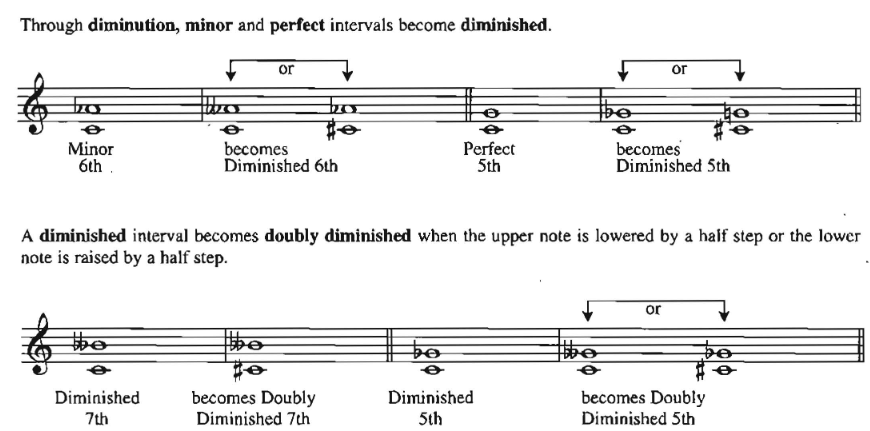 Through diminution, minor and perfect intervals become diminished.
or
or
Minor
6th
becomes
Diminished 6th
Perfect
5th
becomes
Diminished 5th
A diminished interval becomes doubly diminished when the upper note is lowered by a half step or the lower
note is raised by a half step.
or
Diminished
7th
becomes Doubly
Diminished 7th
Diminished
5th
becomes Doubly
Diminished 5th